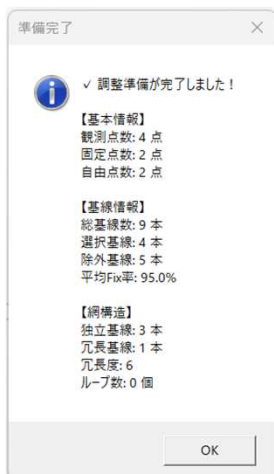 準備完了
✓ 調整準備が完了しました！
【基本情報】
観測点数: 4 点
固定点数: 2 点
自由点数: 2 点
【基線情報】
総基線数: 9 本
選択基線: 4 本
除外基線: 5 本
平均Fix率: 95.0%
【網構造】
独立基線: 3 本
冗長基線: 1 本
冗長度: 6
ループ数: 0 個
OK